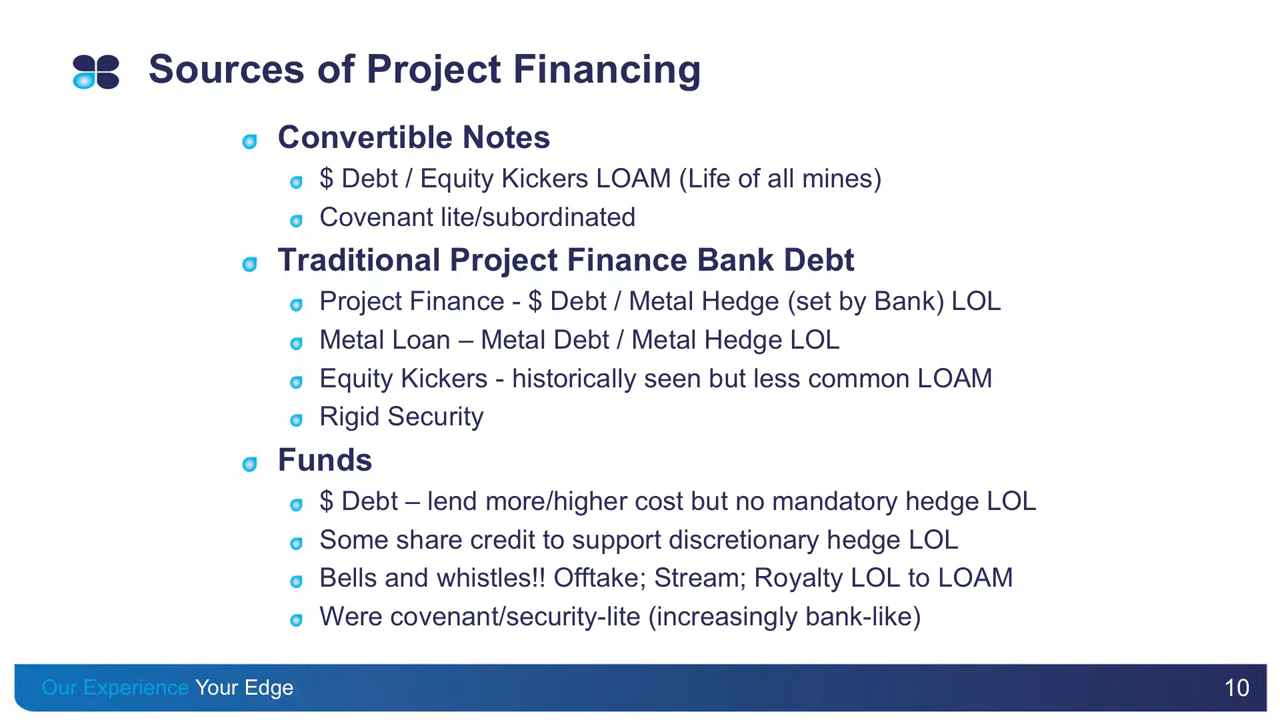 Sources of Project Financing
Convertible Notes
$ Debt / Equity Kickers LOAM (Life of all mines)
Covenant lite/subordinated
Traditional Project Finance Bank Debt
Project Finance - $ Debt / Metal Hedge (set by Bank) LOL
Metal Loan – Metal Debt / Metal Hedge LOL
Equity Kickers - historically seen but less common LOAM
Rigid Security
Funds
$ Debt – lend more/higher cost but no mandatory hedge LOL
Some share credit to support discretionary hedge LOL
Bells and whistles!! Offtake; Stream; Royalty LOL to LOAM
Were covenant/security-lite (increasingly bank-like)
Our Experience Your Edge
10